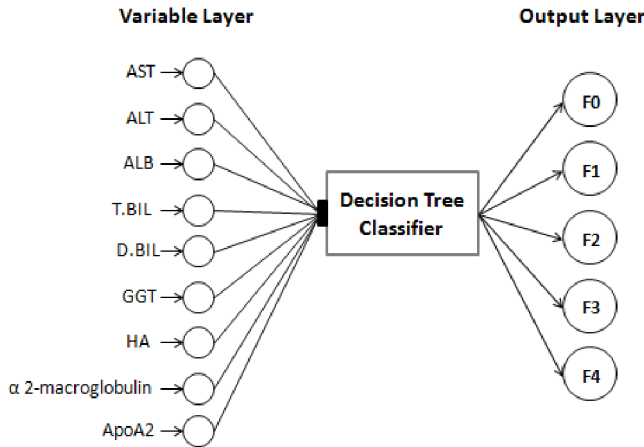 Variable Layer
Output Layer
AST
ALT
ALB
T.BIL
D.BIL
GGT
HA
α 2-macroglobulin
ApoA2
Decision Tree
Classifier
F0
F1
F2
F3
F4